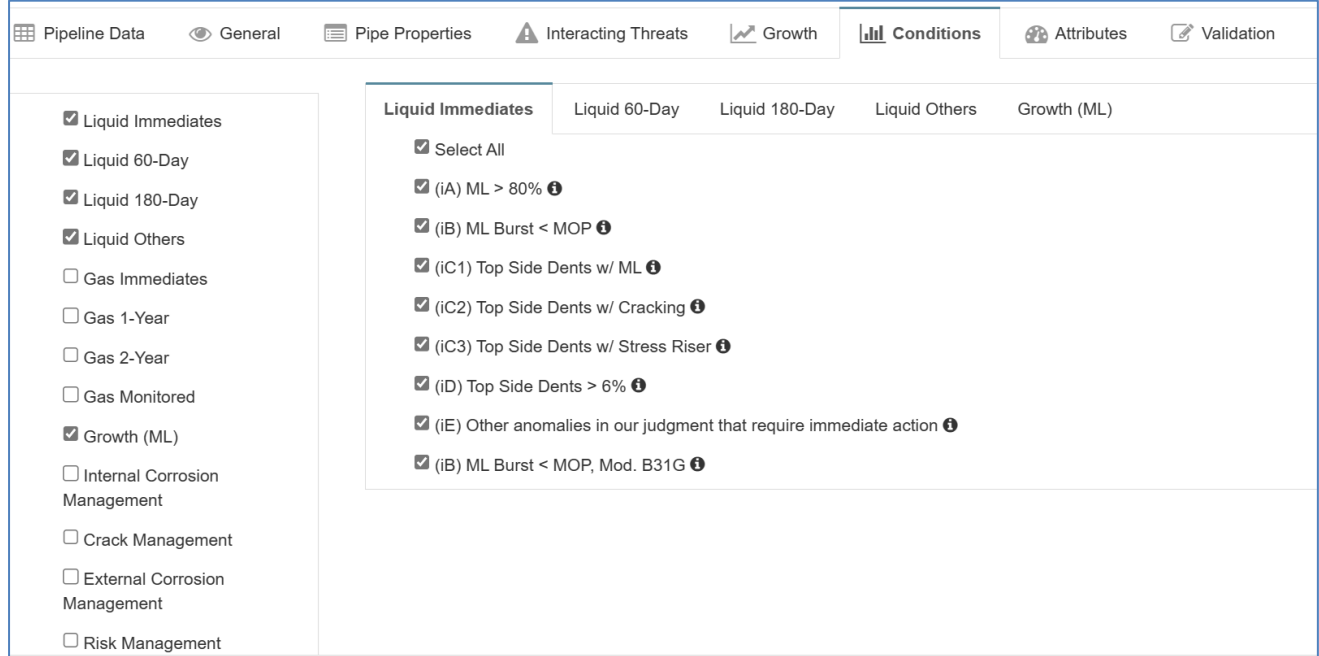 Pipeline Data General Pipe Properties Interacting Threats Growth Conditions Attributes Validation
Liquid Immediates
Liquid 60-Day
Liquid 180-Day
Liquid Others
Gas Immediates
Gas 1-Year
Gas 2-Year
Gas Monitored
Growth (ML)
Internal Corrosion
Management
Crack Management
External Corrosion
Management
Risk Management
Liquid Immediates Liquid 60-Day Liquid 180-Day Liquid Others Growth (ML)
Select All
(iA) ML > 80%
(iB) ML Burst < MOP
(iC1) Top Side Dents w/ ML
(iC2) Top Side Dents w/ Cracking
(iC3) Top Side Dents w/ Stress Riser
(iD) Top Side Dents > 6%
(iE) Other anomalies in our judgment that require immediate action
(iB) ML Burst < MOP, Mod. B31G